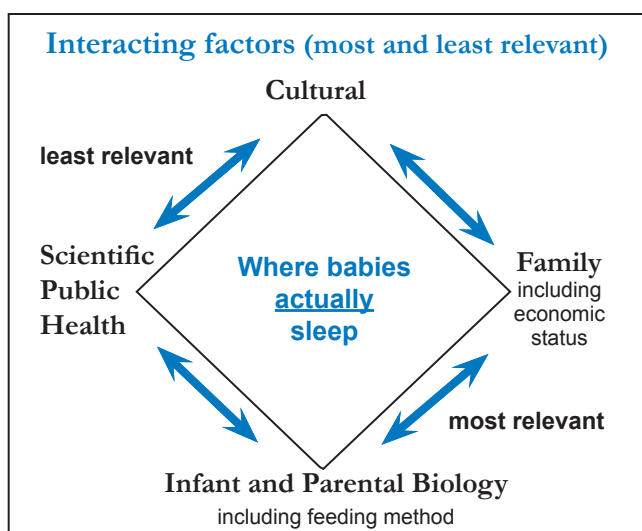 Interacting factors (most and least relevant)
Cultural
least relevant
Scientific
Public
Health
Where babies
actually
sleep
Family
including
economic
status
most relevant
Infant and Parental Biology
including feeding method